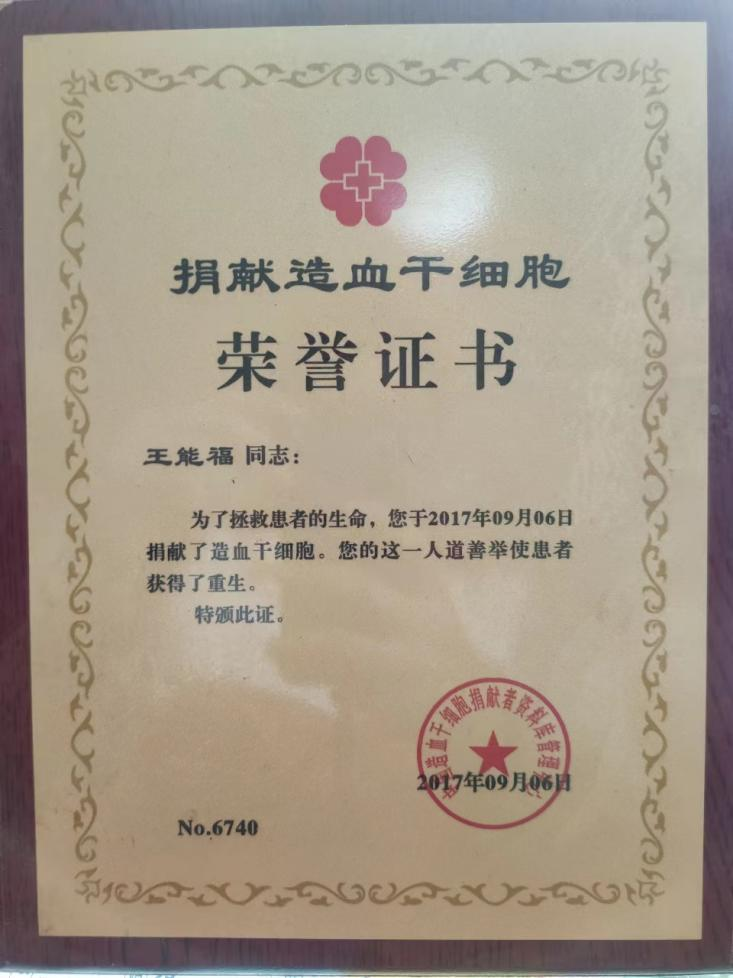 捐献造血干细胞
荣誉证书
王能福 同志：
为了拯救患者的生命，您于2017年09月06日
捐献了造血干细胞。您的这一人道善举使患者
获得了重生。
特颁此证。
中国造血干细胞捐献者资料库管理中心
2017年09月06日
No.6740